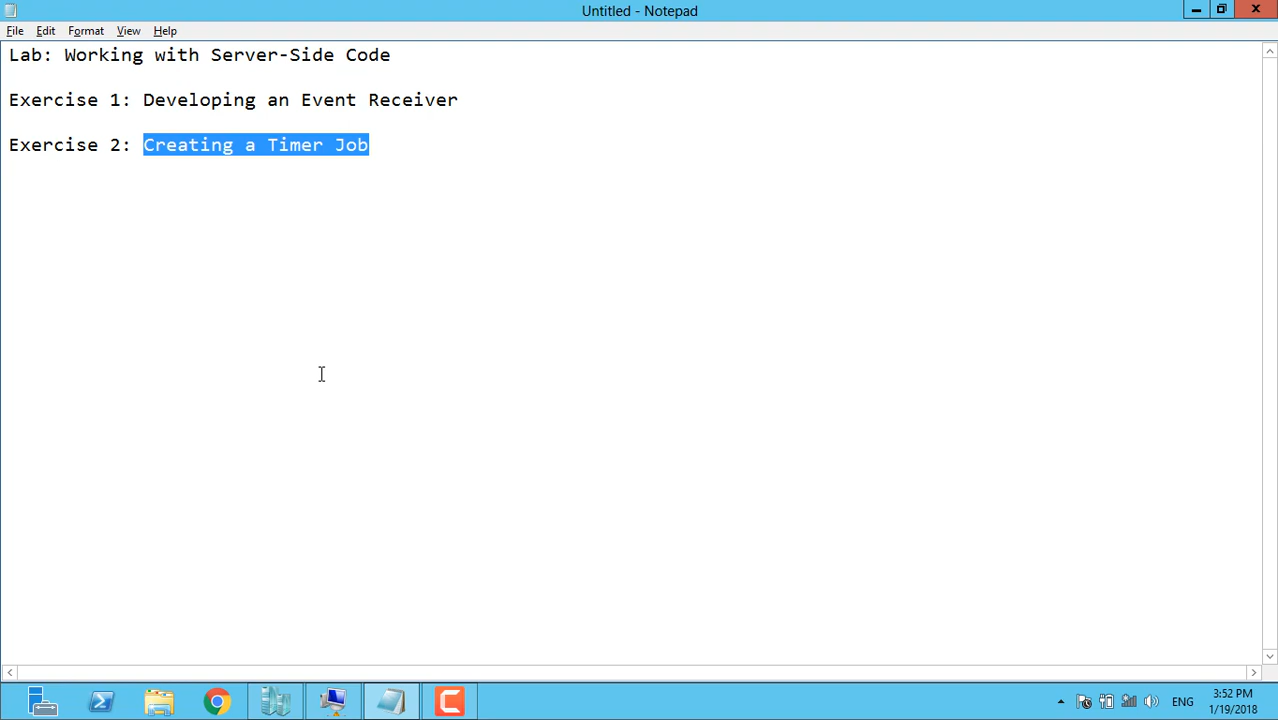 Untitled - Notepad
File Edit Format View Help
Lab: Working with Server-Side Code
Exercise 1: Developing an Event Receiver
Exercise 2: Creating a Timer Job
ENG
3:52 PM
1/19/2018